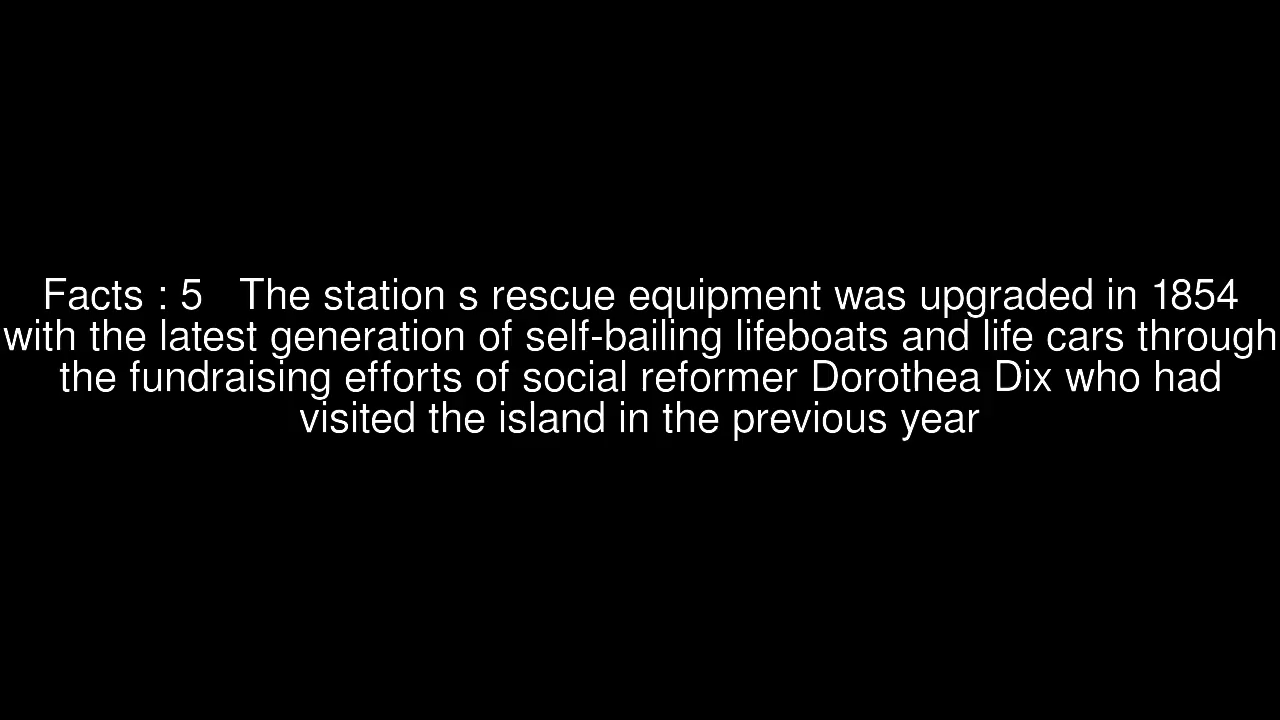 Facts : 5   The station s rescue equipment was upgraded in 1854
with the latest generation of self-bailing lifeboats and life cars through
the fundraising efforts of social reformer Dorothea Dix who had
visited the island in the previous year